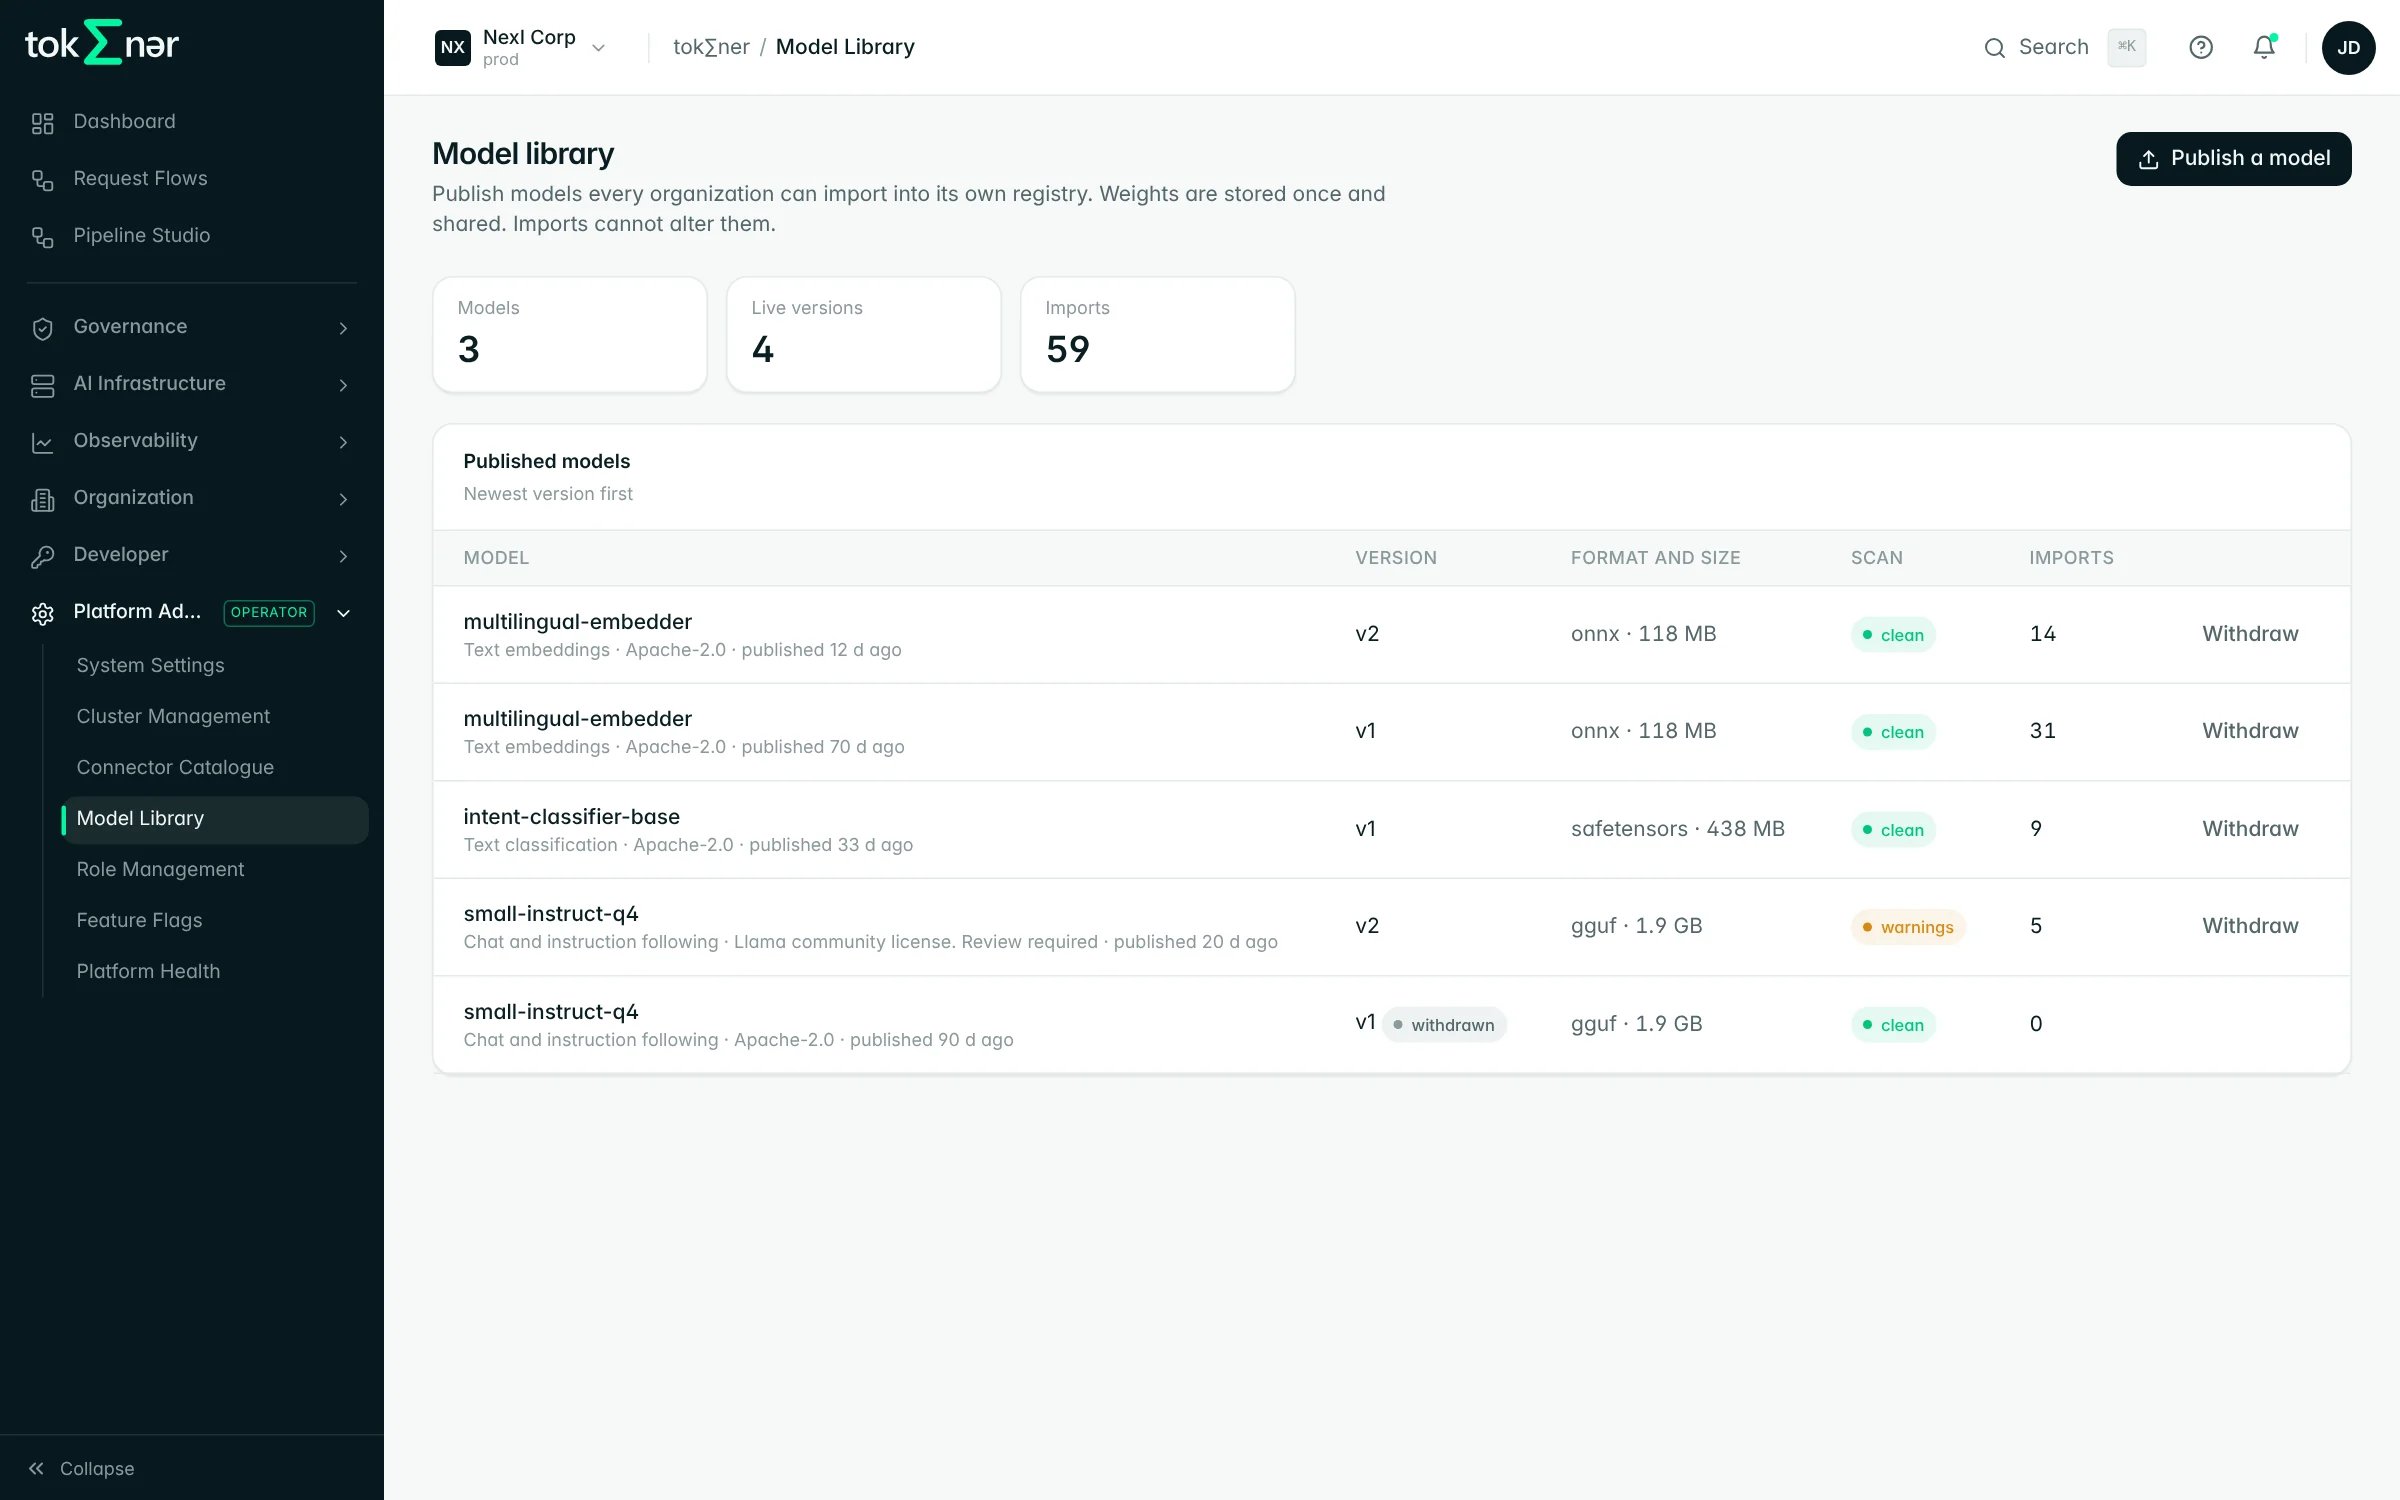 tok∑nər
Dashboard
Request Flows
Pipeline Studio
Governance
AI Infrastructure
Observability
Organization
Developer
Platform Ad... OPERATOR
System Settings
Cluster Management
Connector Catalogue
Model Library
Role Management
Feature Flags
Platform Health
Collapse
NX Nexl Corp
prod
tok∑ner / Model Library
Search ⌘K
JD
Model library
Publish models every organization can import into its own registry. Weights are stored once and
shared. Imports cannot alter them.
Publish a model
Models
3
Live versions
4
Imports
59
Published models
Newest version first
MODEL VERSION FORMAT AND SIZE SCAN IMPORTS
multilingual-embedder
Text embeddings · Apache-2.0 · published 12 d ago
v2 onnx · 118 MB clean 14 Withdraw
multilingual-embedder
Text embeddings · Apache-2.0 · published 70 d ago
v1 onnx · 118 MB clean 31 Withdraw
intent-classifier-base
Text classification · Apache-2.0 · published 33 d ago
v1 safetensors · 438 MB clean 9 Withdraw
small-instruct-q4
Chat and instruction following · Llama community license. Review required · published 20 d ago
v2 gguf · 1.9 GB warnings 5 Withdraw
small-instruct-q4
Chat and instruction following · Apache-2.0 · published 90 d ago
v1 withdrawn gguf · 1.9 GB clean 0